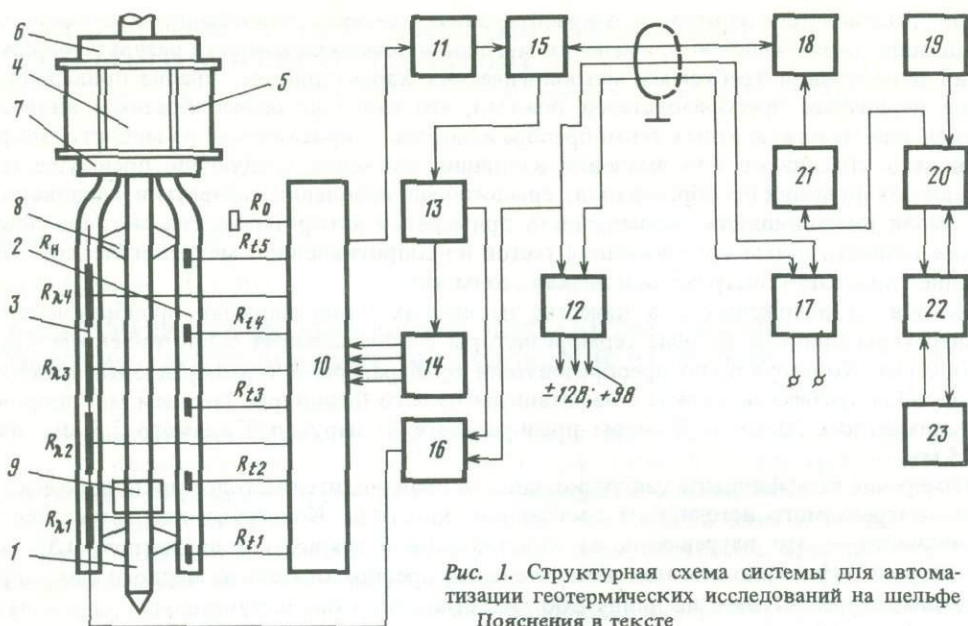 6
4
5
7
8
2
3
9
1
Rн
Rλ4
Rλ3
Rλ2
Rλ1
R0
Rt5
Rt4
Rt3
Rt2
Rt1
10
11
15
13
14
16
12
±12В, +5В
18
19
21
20
17
22
23
Рис. 1. Структурная схема системы для автома-
тизации геотермических исследований на шельфе
Пояснения в тексте